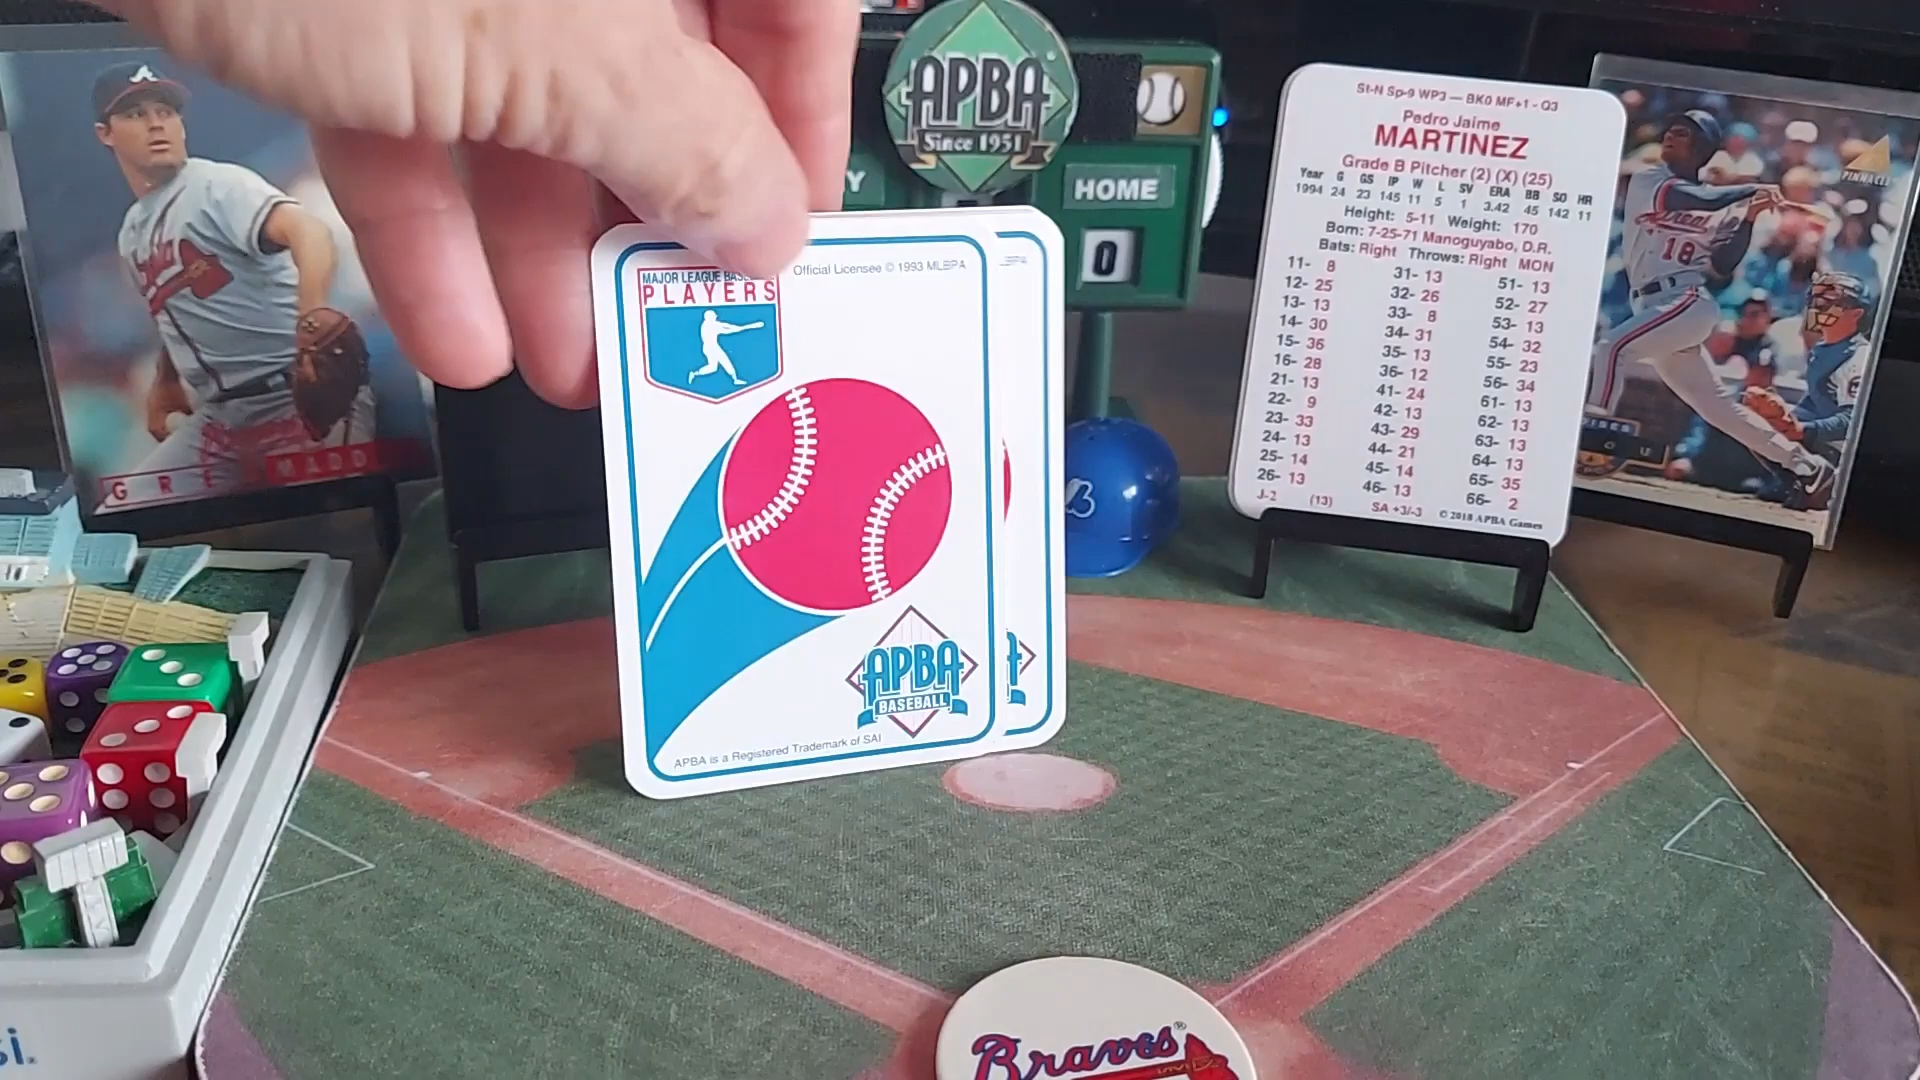 APBA
Since 1951
Y
HOME
0
MAJOR LEAGUE BASE
PLAYERS
Official Licensee © 1993 MLBPA
APBA
BASEBALL
APBA is a Registered Trademark of SAI
St-N Sp-9 WP3 — BK0 MF+1 - Q3
Pedro Jaime
MARTINEZ
Grade B Pitcher (2) (X) (25)
Year G GS IP W L SV ERA BB SO HR
1994 24 23 145 11 5 1 3.42 45 142 11
Height: 5-11 Weight: 170
Born: 7-25-71 Manoguyabo, D.R.
Bats: Right Throws: Right MON
11- 8 31- 13 51- 13
12- 25 32- 26 52- 27
13- 13 33- 8 53- 13
14- 30 34- 31 54- 32
15- 36 35- 13 55- 23
16- 28 36- 12 56- 34
21- 13 41- 24 61- 13
22- 9 42- 13 62- 13
23- 33 43- 29 63- 13
24- 13 44- 21 64- 13
25- 14 45- 14 65- 35
26- 13 46- 13 66- 2
J-2 (13) SA +3/-3 © 2018 APBA Games
PINNACLE
18
GRE MADD
si.
Braves®